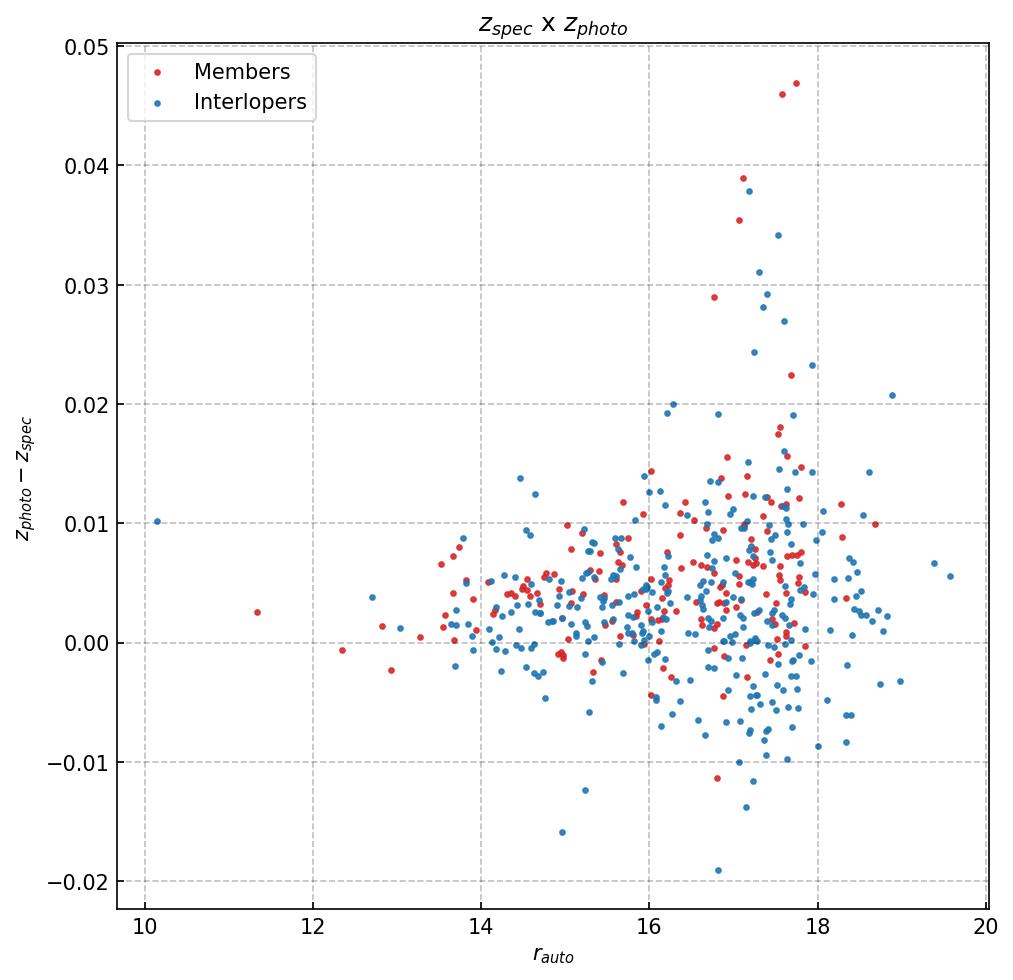 z_spec x z_photo
Members
Interlopers
0.05
0.04
0.03
0.02
0.01
0.00
−0.01
−0.02
z_photo − z_spec
10 12 14 16 18 20
r_auto